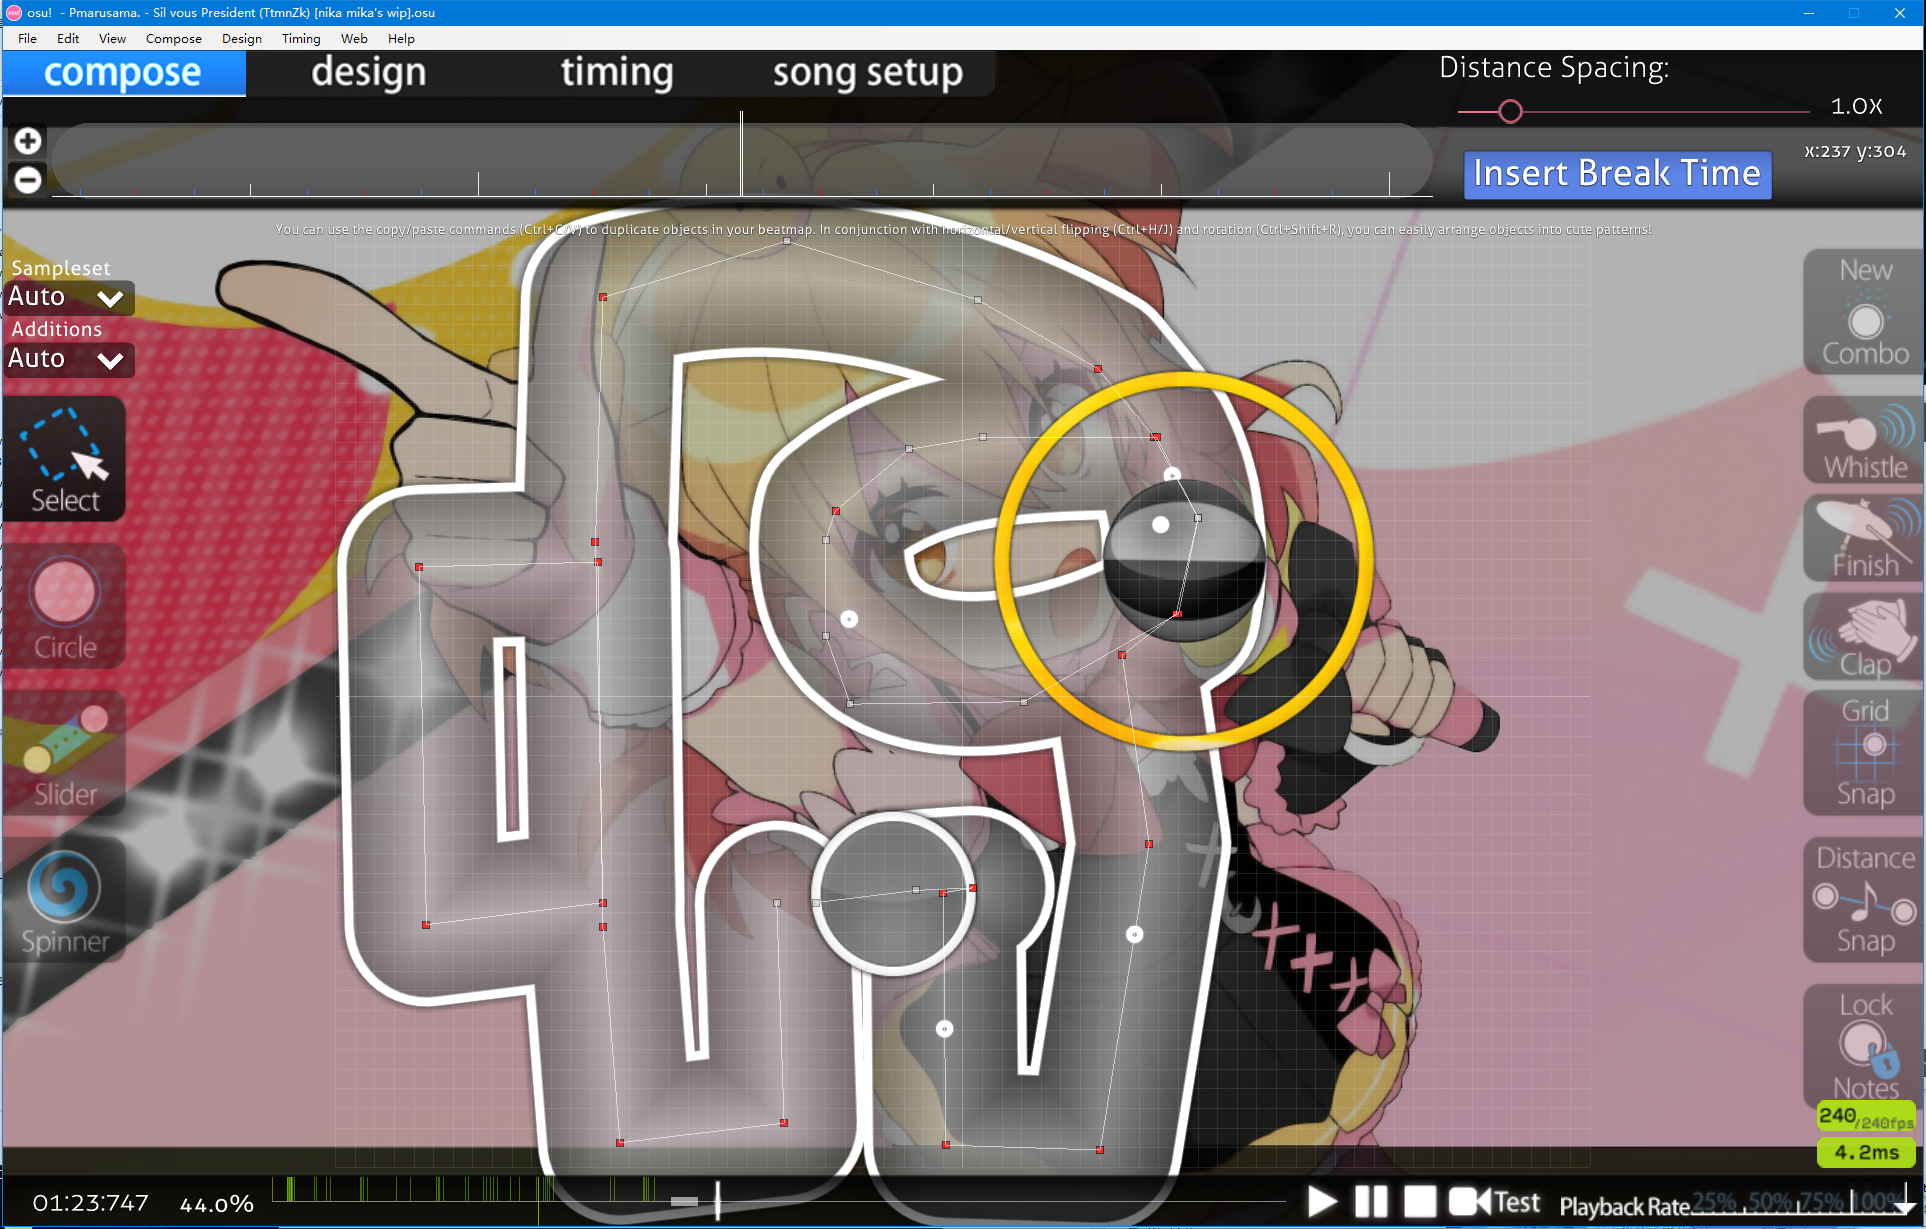 osu! - Pmarusama. - Sil vous President (TtmnZk) [nika mika's wip].osu
File Edit View Compose Design Timing Web Help
compose design timing song setup
Distance Spacing:
1.0x
x:237 y:304
Insert Break Time
You can use the copy/paste commands (Ctrl+C/V) to duplicate objects in your beatmap. In conjunction with horizontal/vertical flipping (Ctrl+H/J) and rotation (Ctrl+Shift+R), you can easily arrange objects into cute patterns!
Sampleset
Auto
Additions
Auto
Select
Circle
Slider
Spinner
New
Combo
Whistle
Finish
Clap
Grid
Snap
Distance
Snap
Lock
Notes
240/240fps
4.2ms
01:23:747 44.0%
Test
Playback Rate 25% 50% 75% 100%